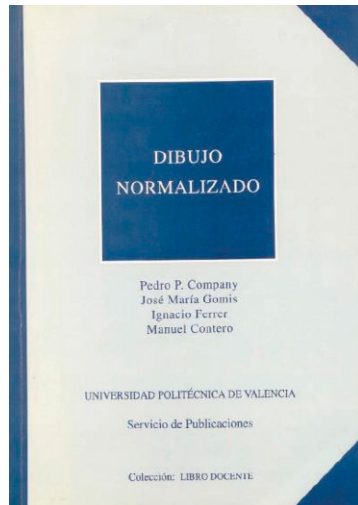 DIBUJO
NORMALIZADO
Pedro P. Company
José María Gomis
Ignacio Ferrer
Manuel Contero
UNIVERSIDAD POLITÉCNICA DE VALENCIA
Servicio de Publicaciones
Colección: LIBRO DOCENTE